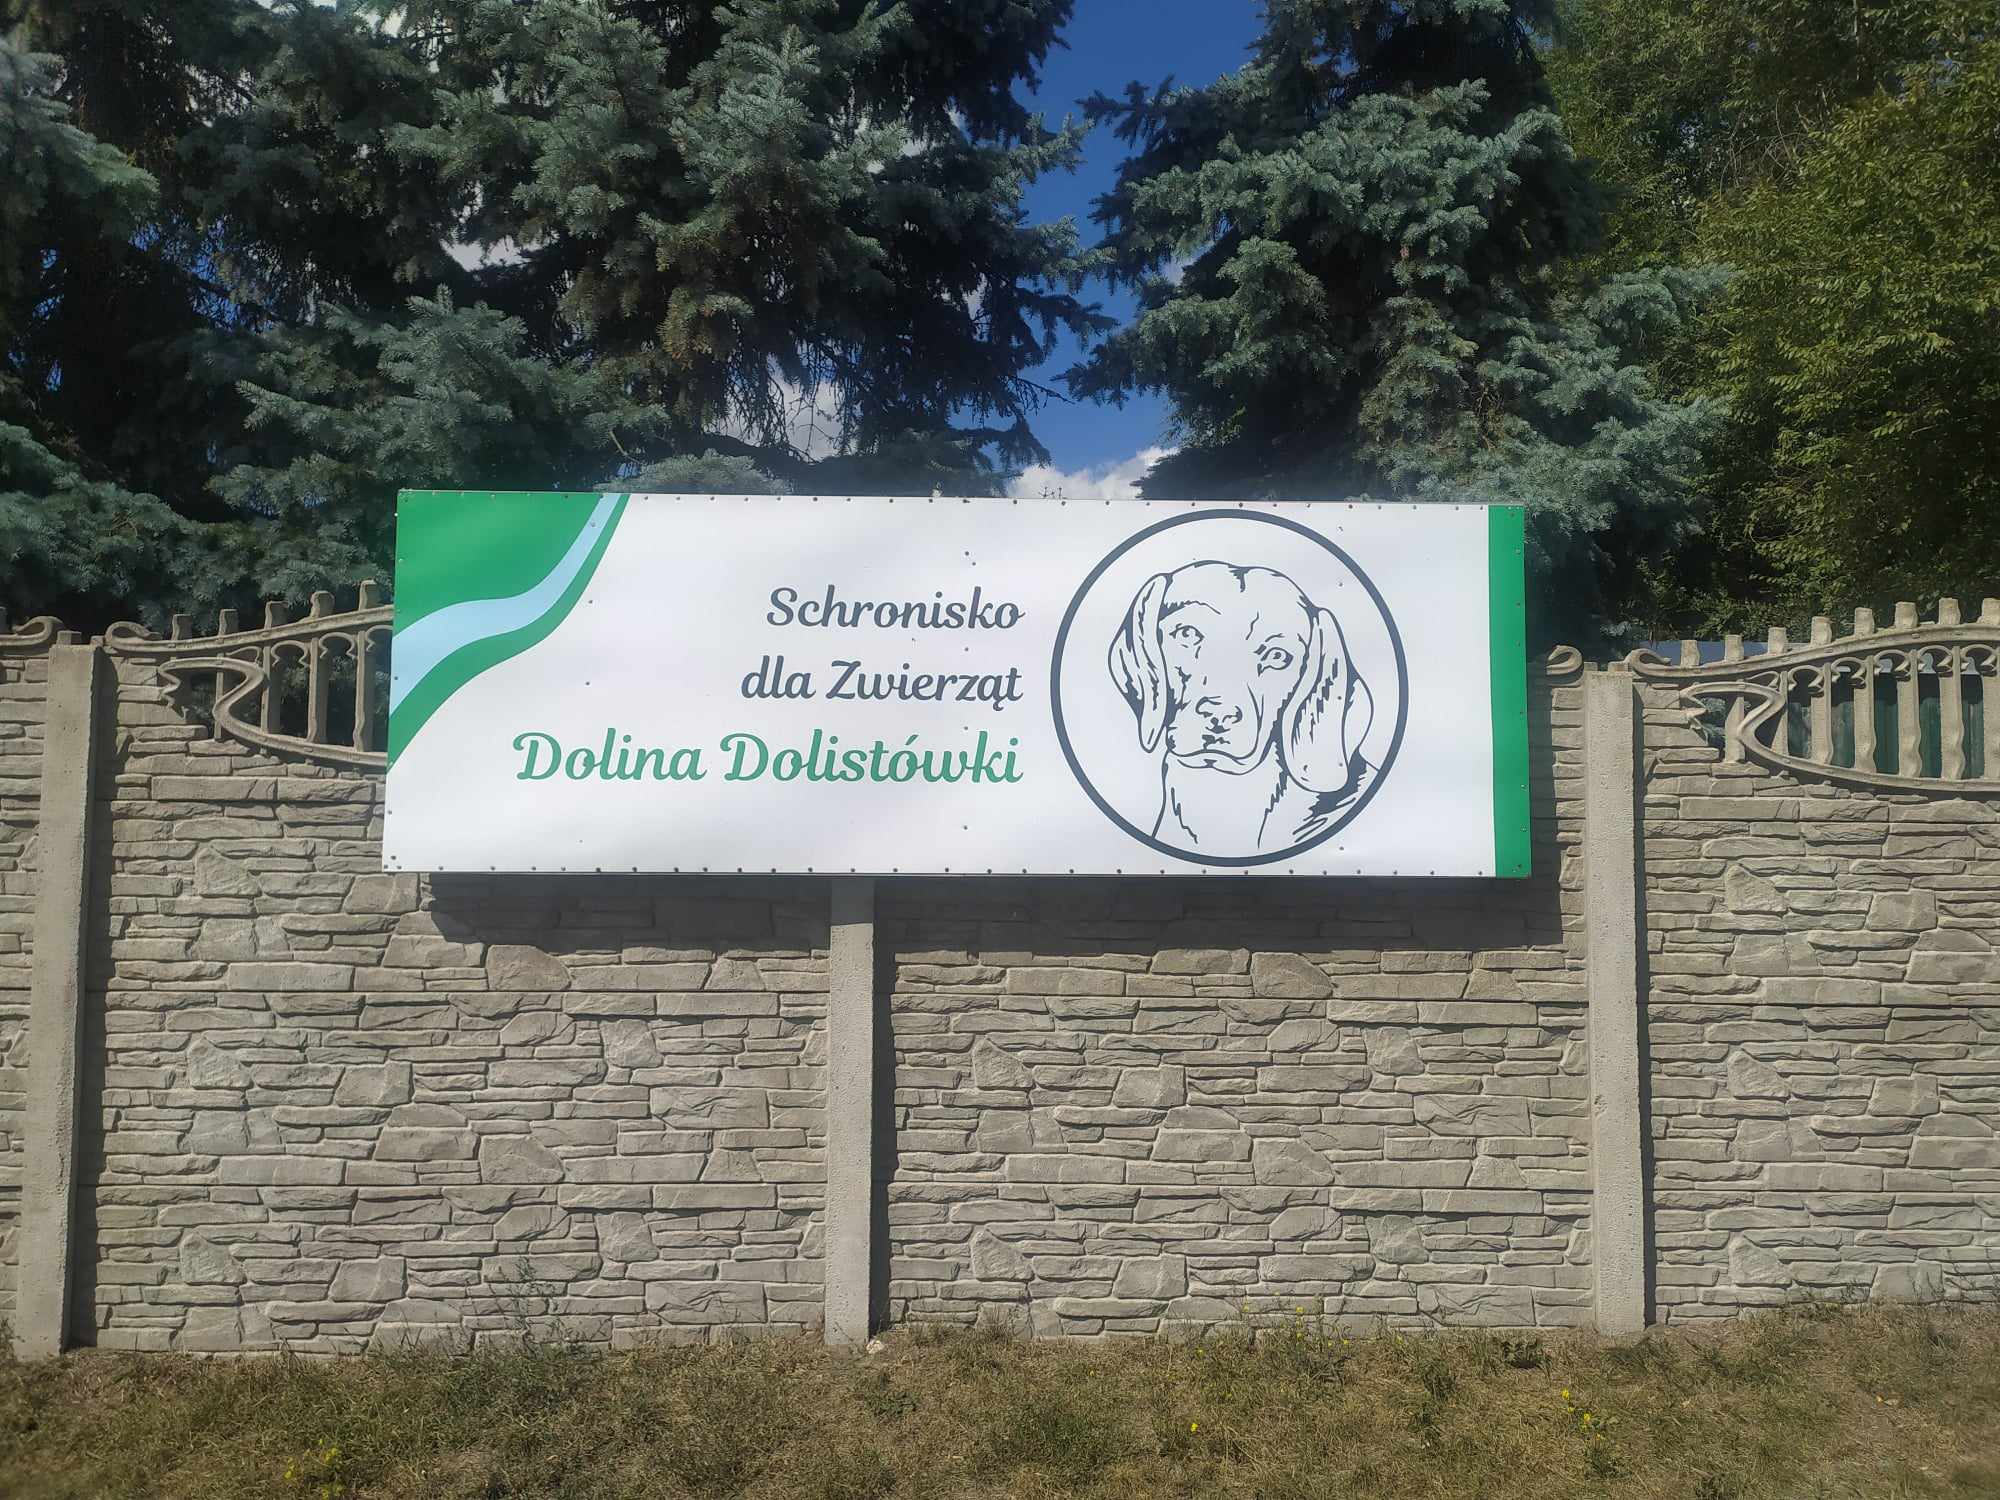 Schronisko
dla Zwierząt
Dolina Dolistówki